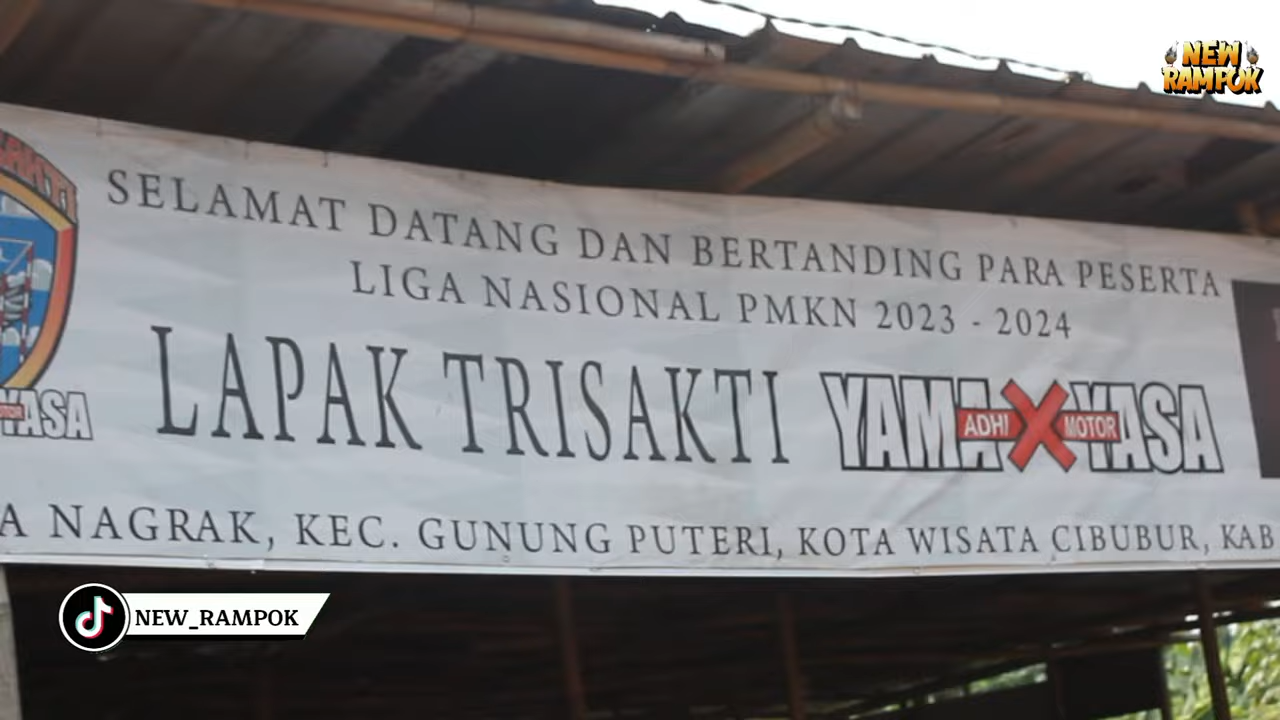 NEW
RAMPOK
SELAMAT DATANG DAN BERTANDING PARA PESERTA
LIGA NASIONAL PMKN 2023 - 2024
LAPAK TRISAKTI YAMA X YASA
ADHI MOTOR
YASA
A NAGRAK, KEC. GUNUNG PUTERI, KOTA WISATA CIBUBUR, KAB
NEW_RAMPOK